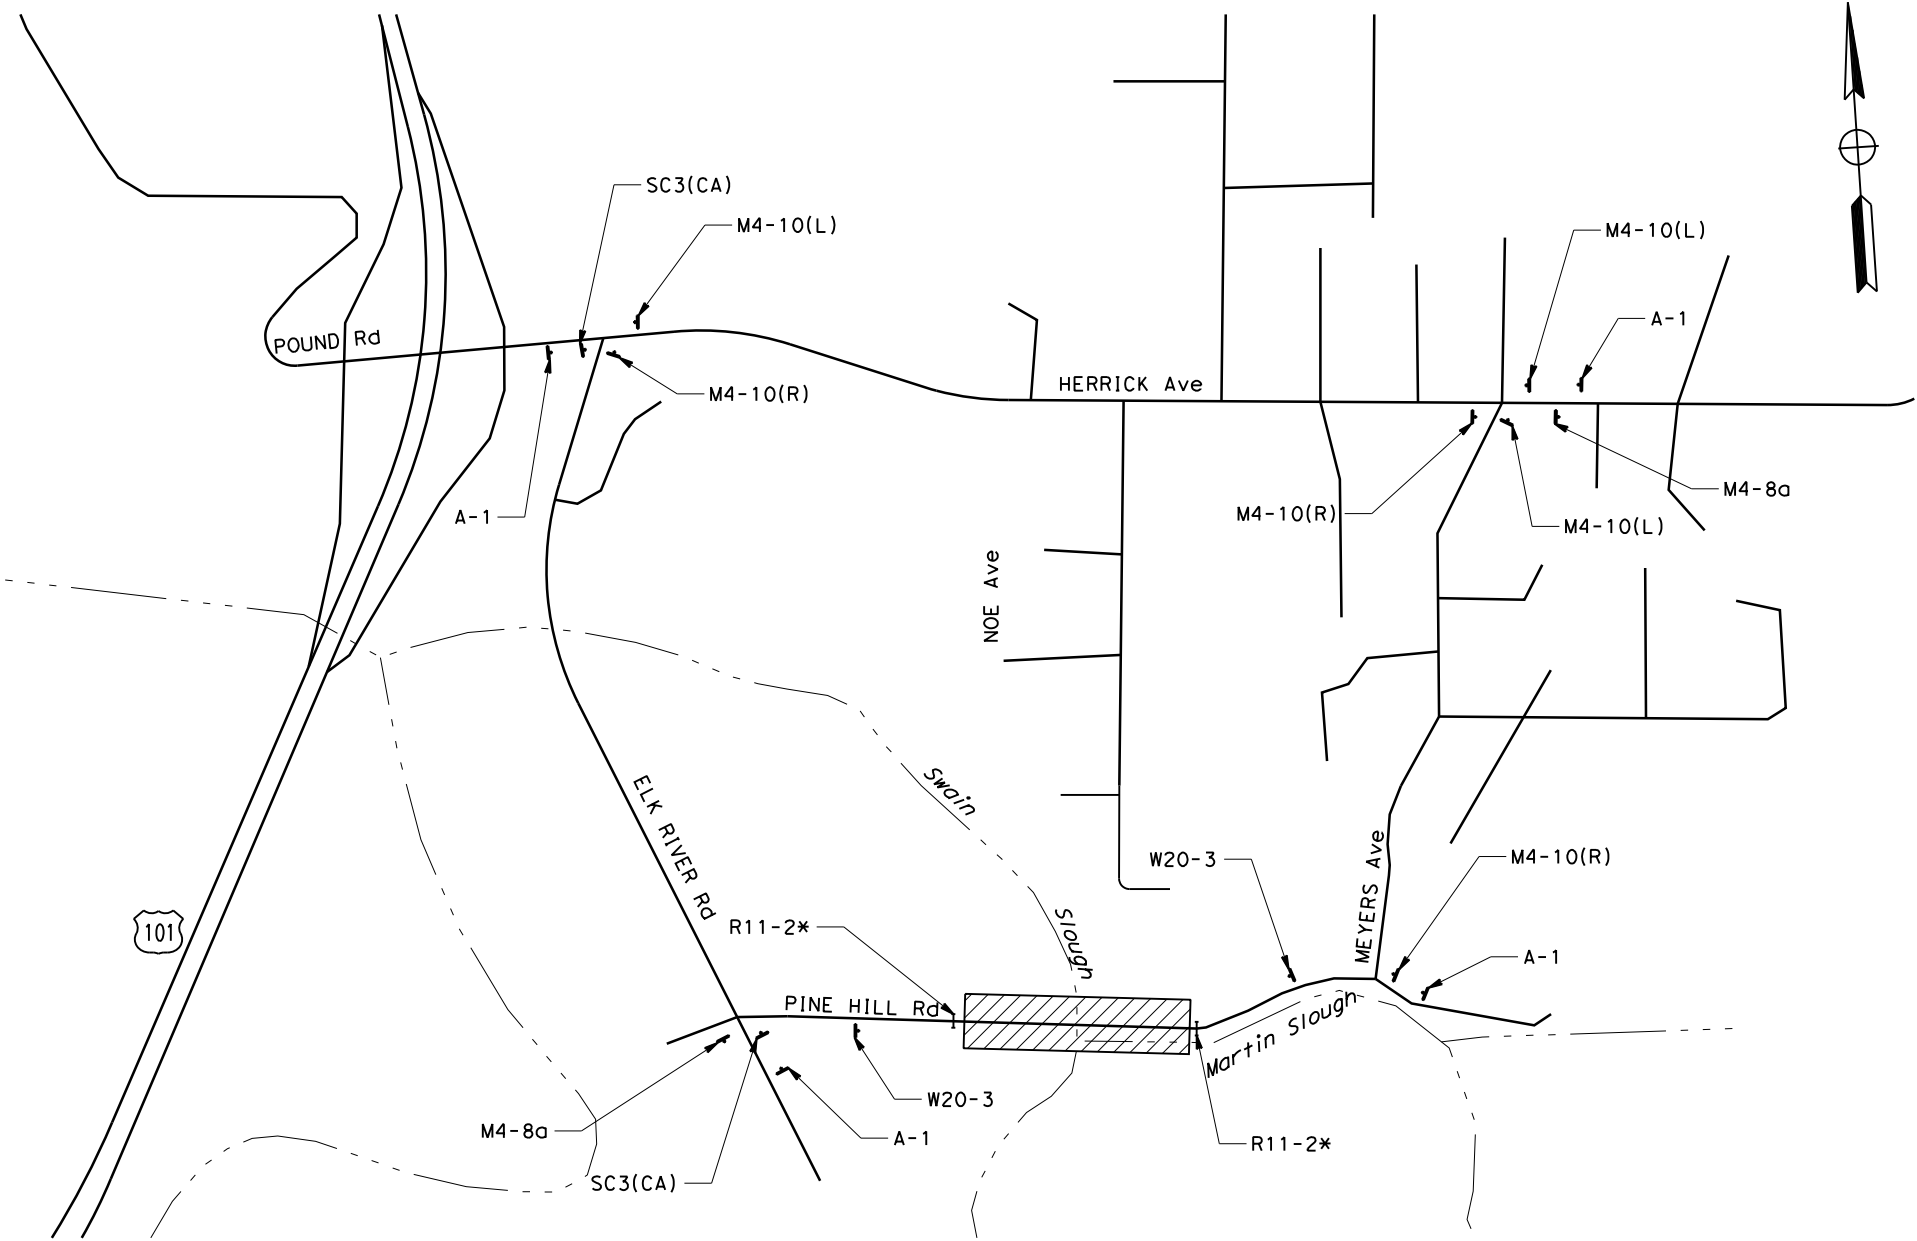 SC3(CA)
M4-10(L)
M4-10(L)
A-1
POUND Rd
M4-10(R)
HERRICK Ave
A-1
M4-10(R)
M4-10(L)
M4-8a
NOE Ave
Swain
Slough
ELK RIVER Rd
MEYERS Ave
W20-3
M4-10(R)
R11-2*
101
A-1
PINE HILL Rd
Martin Slough
W20-3
M4-8a
A-1
R11-2*
SC3(CA)